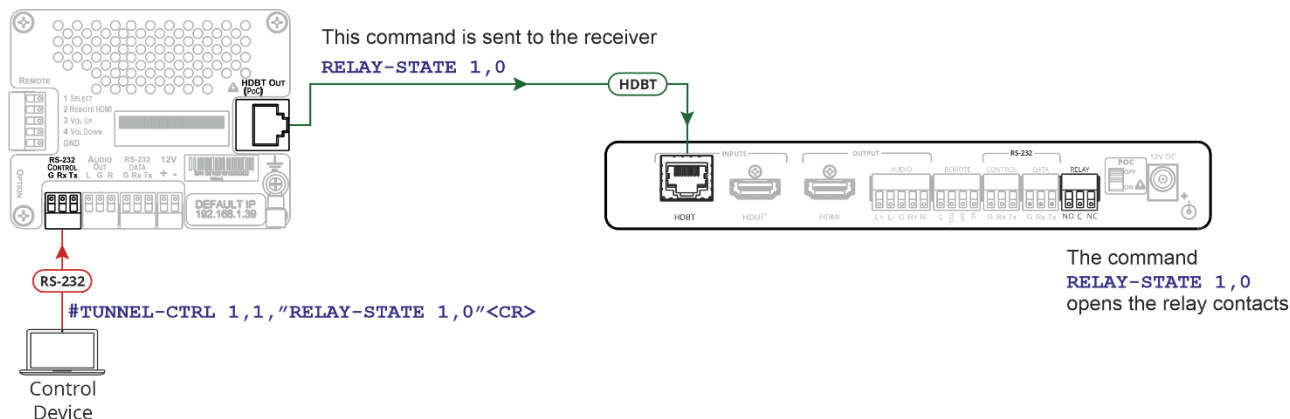 This command is sent to the receiver
RELAY-STATE 1,0
HDBT OUT
(PoC)
HDBT
REMOTE
1 SELECT
2 REMOTE HDMI
3 VOL UP
4 VOL DOWN
GND
RS-232
CONTROL
G Rx Tx
AUDIO
OUT
L G R
RS-232
DATA
G Rx Tx
12V
+ -
OPTION
DEFAULT IP
192.168.1.39
RS-232
#TUNNEL-CTRL 1,1,"RELAY-STATE 1,0"<CR>
Control
Device
INPUTS
HDBT
HDMI™
OUTPUT
HDMI
AUDIO
L+ L- G R+ R-
REMOTE
RS-232
CONTROL
G Rx Tx
DATA
G Rx Tx
RELAY
NO C NC
POC
OFF
ON
12V DC
The command
RELAY-STATE 1,0
opens the relay contacts